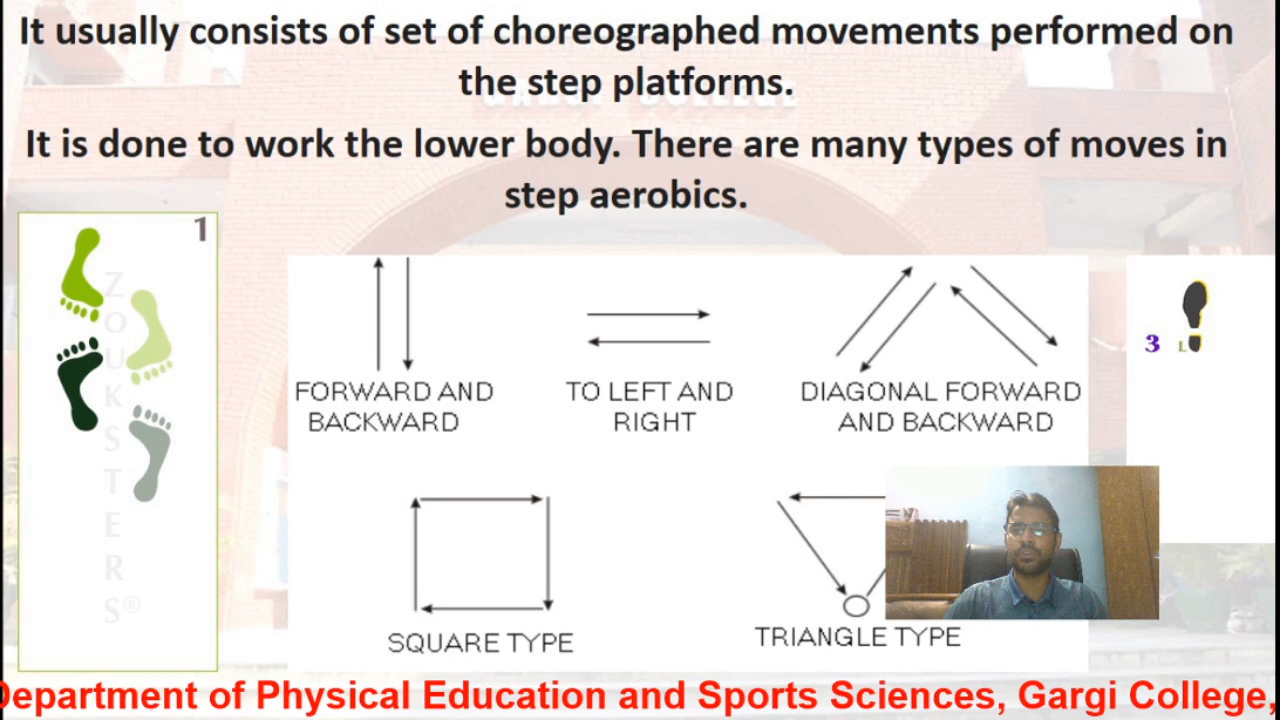 It usually consists of set of choreographed movements performed on
the step platforms.
It is done to work the lower body. There are many types of moves in
step aerobics.
1
ZOUKSTERS®
FORWARD AND
BACKWARD
TO LEFT AND
RIGHT
DIAGONAL FORWARD
AND BACKWARD
3 L
SQUARE TYPE
TRIANGLE TYPE
Department of Physical Education and Sports Sciences, Gargi College,